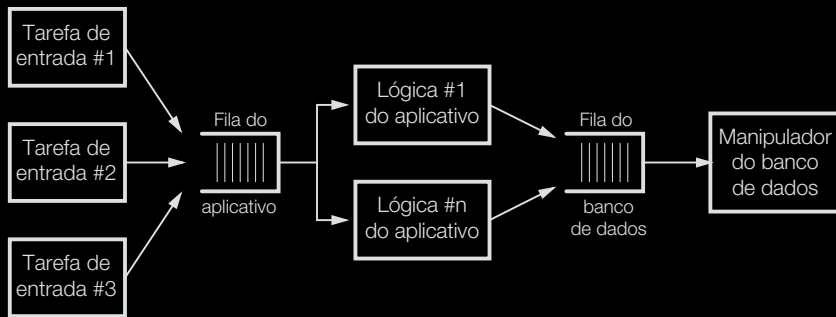 Tarefa de
entrada #1
Tarefa de
entrada #2
Tarefa de
entrada #3
Fila do
aplicativo
Lógica #1
do aplicativo
Lógica #n
do aplicativo
Fila do
banco
de dados
Manipulador
do banco
de dados